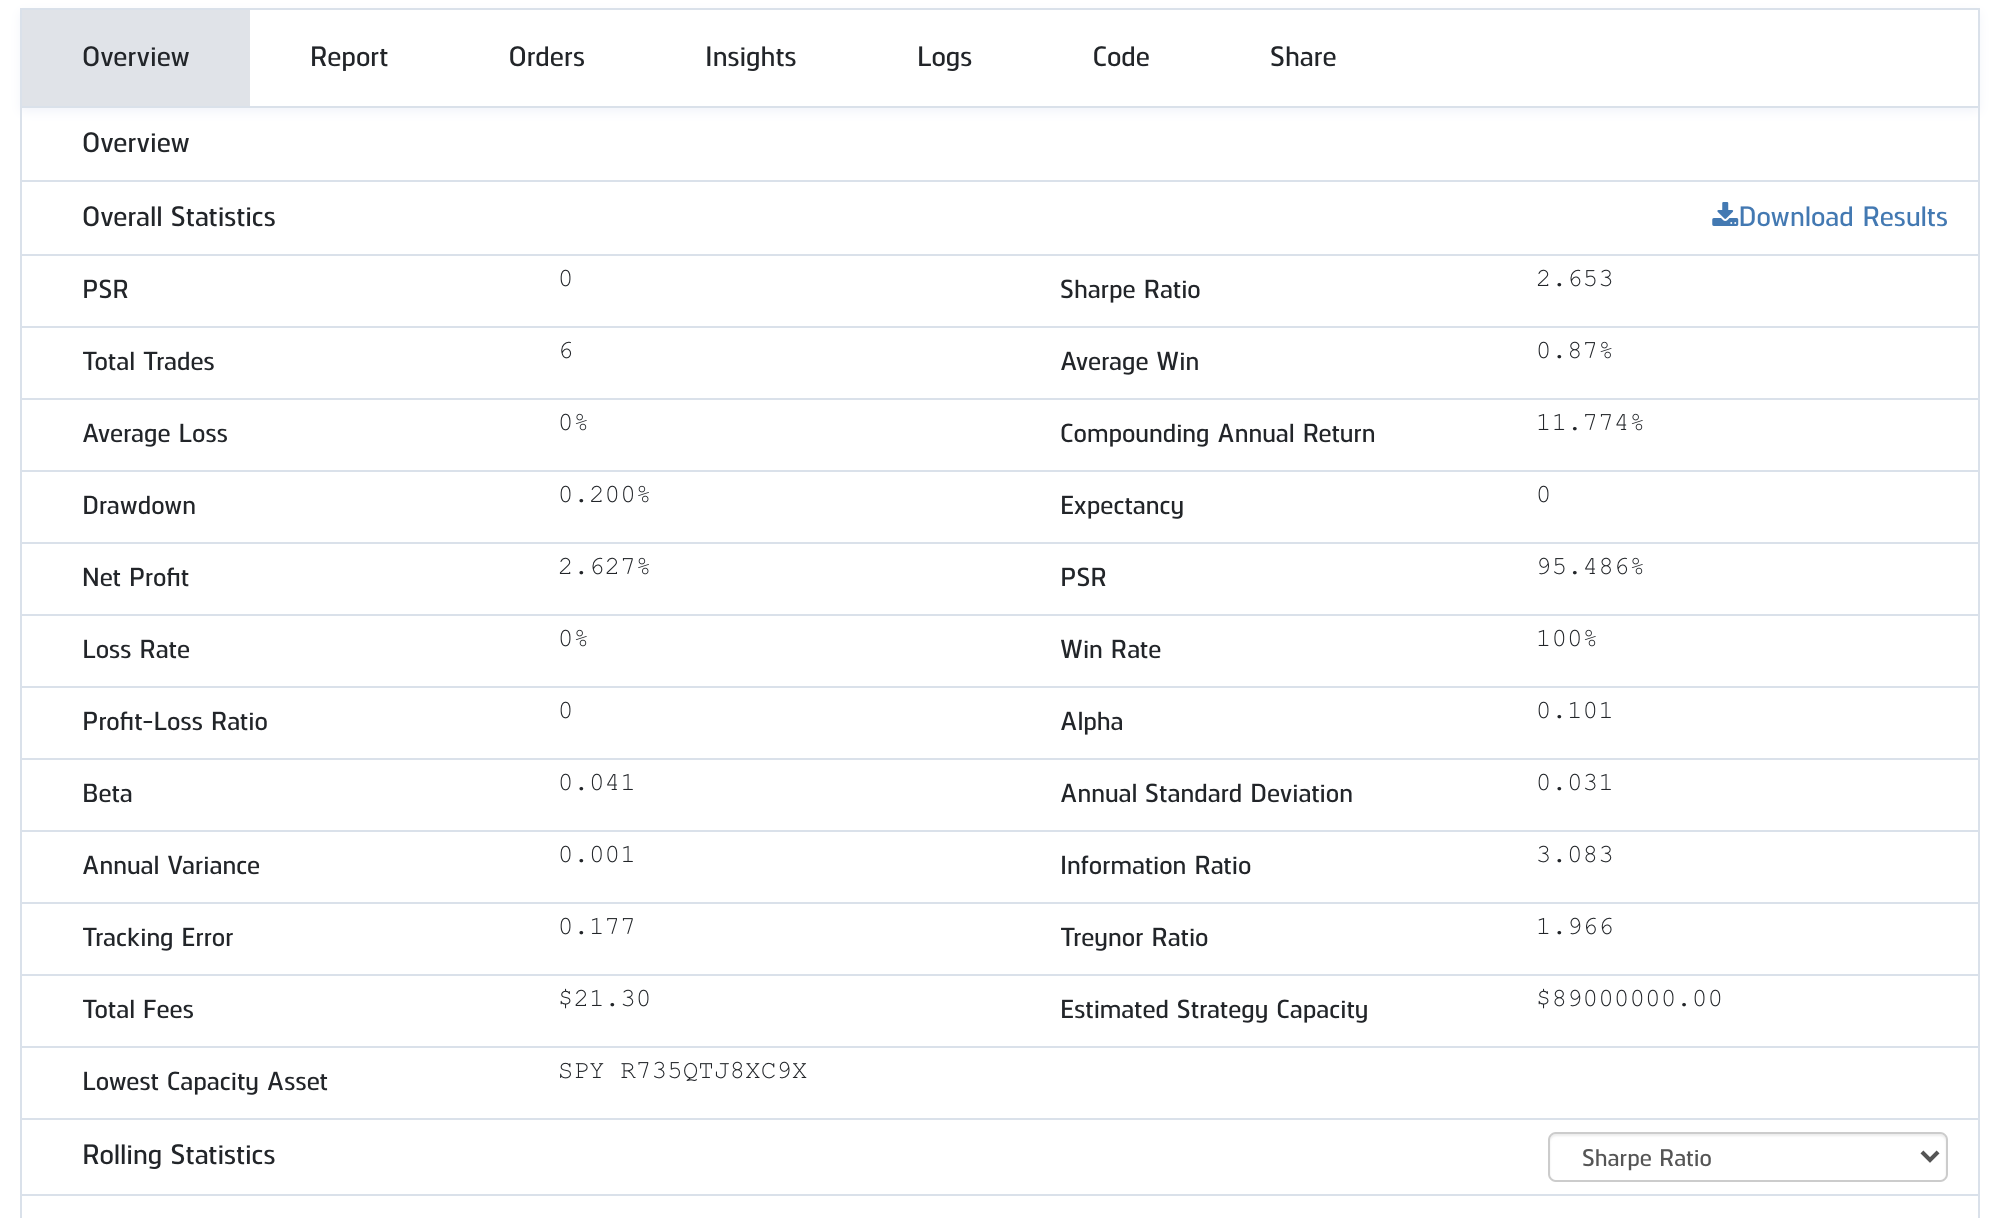 Overview Report Orders Insights Logs Code Share
Overview
Overall Statistics Download Results
PSR 0 Sharpe Ratio 2.653
Total Trades 6 Average Win 0.87%
Average Loss 0% Compounding Annual Return 11.774%
Drawdown 0.200% Expectancy 0
Net Profit 2.627% PSR 95.486%
Loss Rate 0% Win Rate 100%
Profit-Loss Ratio 0 Alpha 0.101
Beta 0.041 Annual Standard Deviation 0.031
Annual Variance 0.001 Information Ratio 3.083
Tracking Error 0.177 Treynor Ratio 1.966
Total Fees $21.30 Estimated Strategy Capacity $89000000.00
Lowest Capacity Asset SPY R735QTJ8XC9X
Rolling Statistics Sharpe Ratio